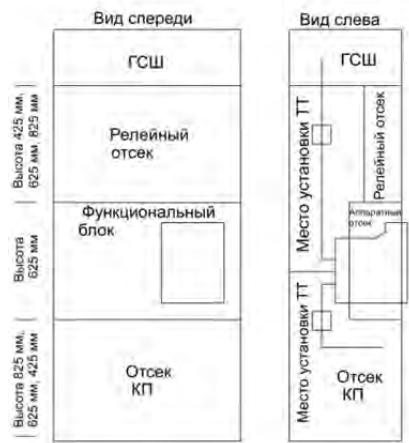 Вид спереди
Вид слева
ГСШ
ГСШ
Высота 425 мм,
625 мм, 825 мм
Релейный
отсек
Место установки ТТ
Релейный отсек
Высота
625 мм
Функциональный
блок
Аппаратный
отсек
Высота 825 мм,
625 мм, 425 мм
Отсек
КП
Место установки ТТ
Отсек
КП